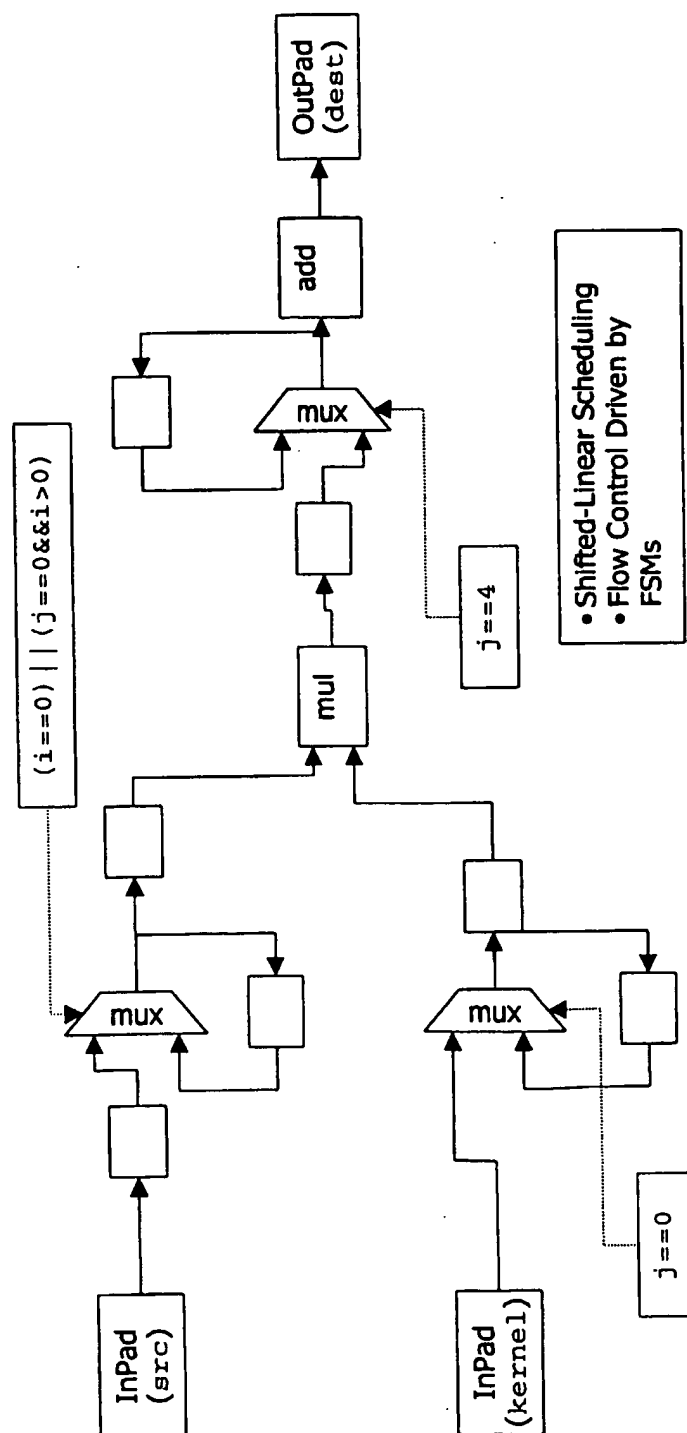 InPad
(src)
InPad
(kernel)
(i==0)||(j==0&&i>0)
mux
mux
j==0
mul
j==4
mux
add
OutPad
(dest)
• Shifted-Linear Scheduling
• Flow Control Driven by
FSMs